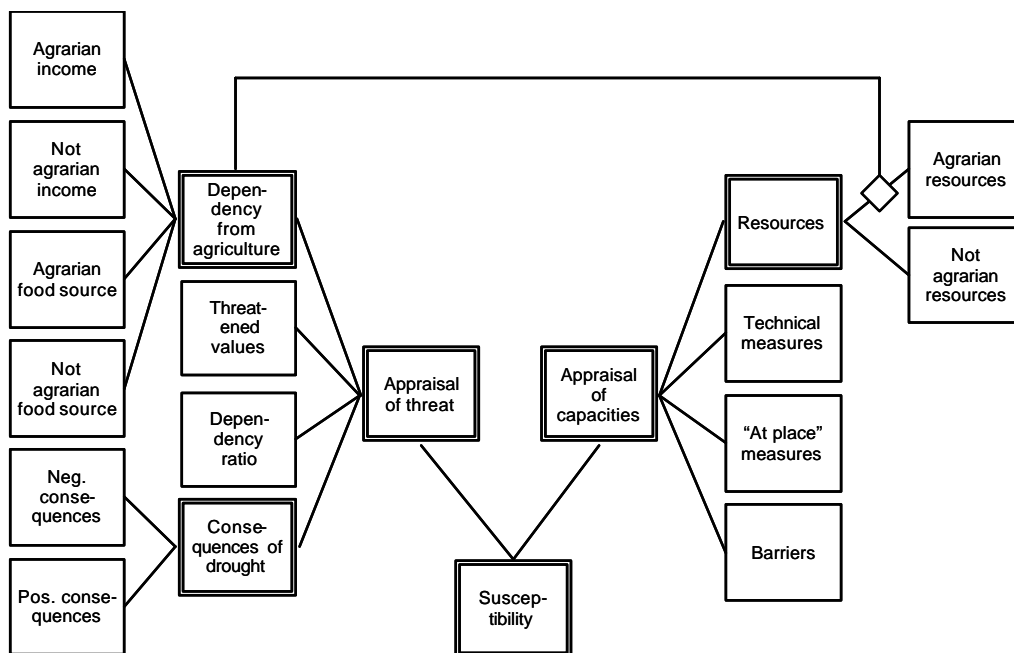 Agrarian
income
Not
agrarian
income
Agrarian
food source
Not
agrarian
food source
Neg. conse-
quences
Pos. conse-
quences
Depen-
dency
from
agriculture
Threat-
ened
values
Depen-
dency
ratio
Conse-
quences of
drought
Appraisal
of threat
Suscep-
tibility
Appraisal
of
capacities
Resources
Technical
measures
“At place”
measures
Barriers
Agrarian
resources
Not
agrarian
resources